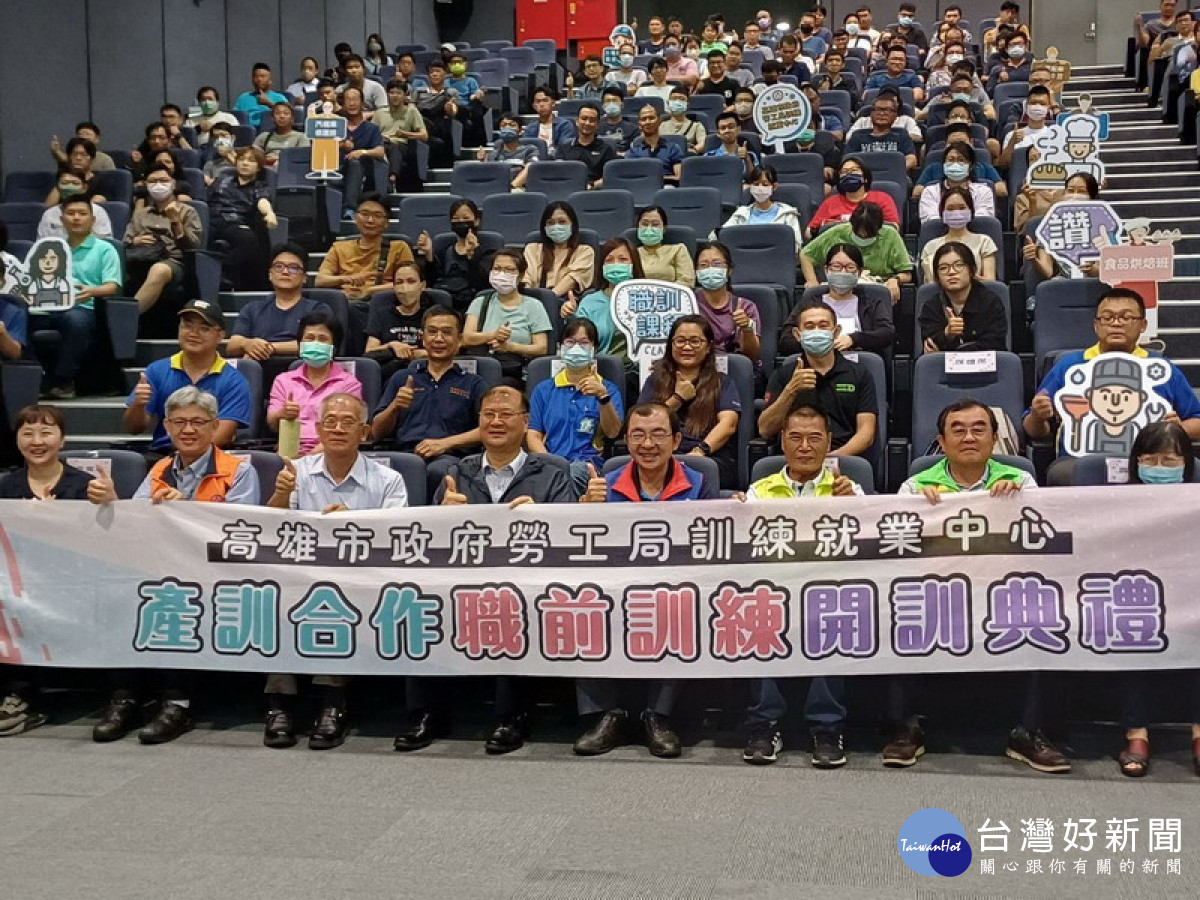 讚
食品烘焙班
職訓
課程
高雄市政府勞工局訓練就業中心
產訓合作職前訓練開訓典禮
TaiwanHot
台灣好新聞
關心跟你有關的新聞